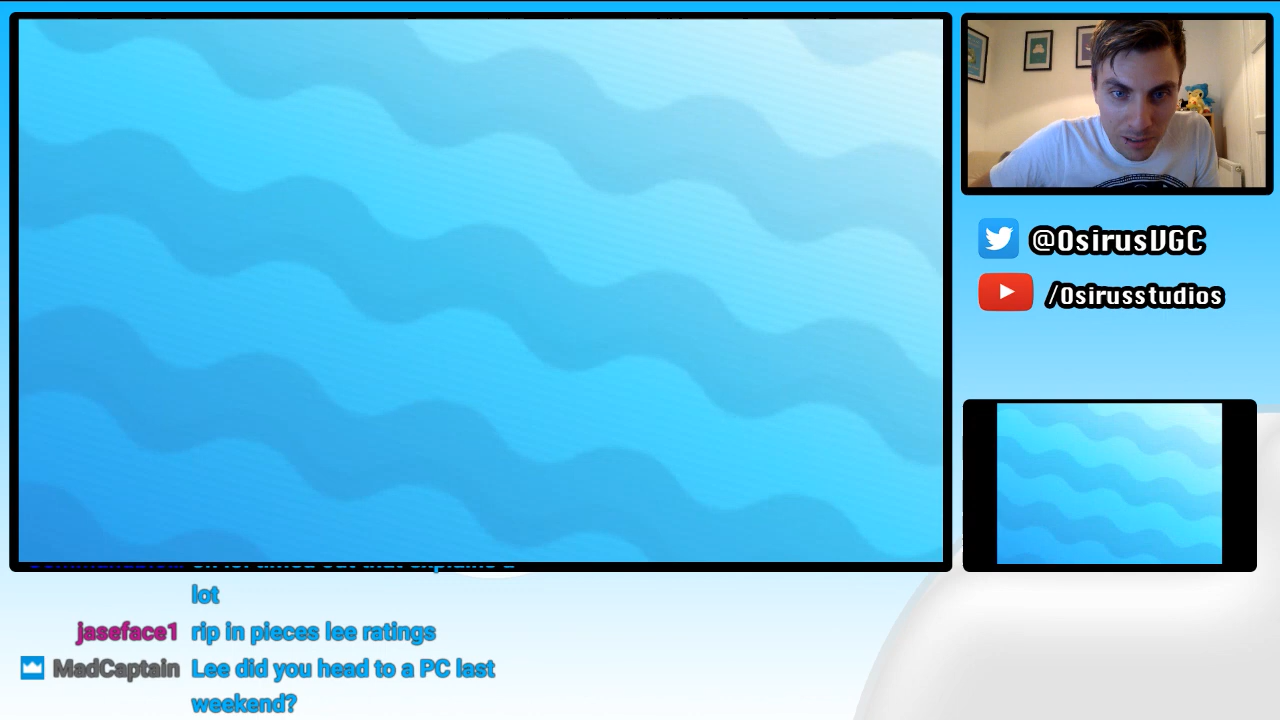 @OsirusVGC
/Osirusstudios
lot
jaseface1 rip in pieces lee ratings
MadCaptain Lee did you head to a PC last
weekend?